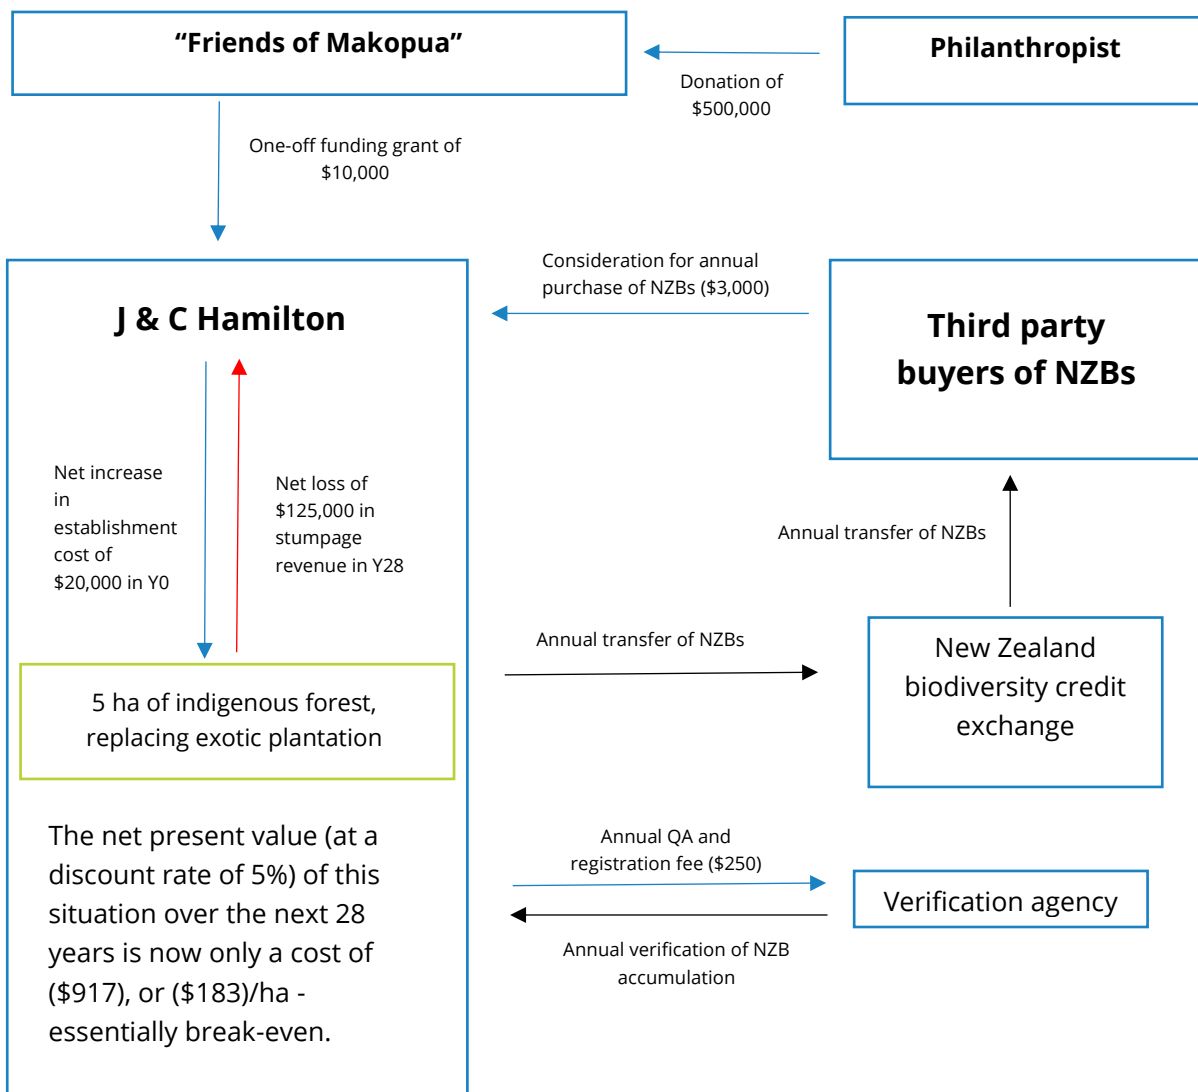 “Friends of Makopua”
Philanthropist
Donation of
$500,000
One-off funding grant of
$10,000
Consideration for annual
purchase of NZBs ($3,000)
J & C Hamilton
Third party
buyers of NZBs
Net increase
in
establishment
cost of
$20,000 in Y0
Net loss of
$125,000 in
stumpage
revenue in Y28
Annual transfer of NZBs
Annual transfer of NZBs
New Zealand
biodiversity credit
exchange
5 ha of indigenous forest,
replacing exotic plantation
The net present value (at a
discount rate of 5%) of this
situation over the next 28
years is now only a cost of
($917), or ($183)/ha -
essentially break-even.
Annual QA and
registration fee ($250)
Verification agency
Annual verification of NZB
accumulation